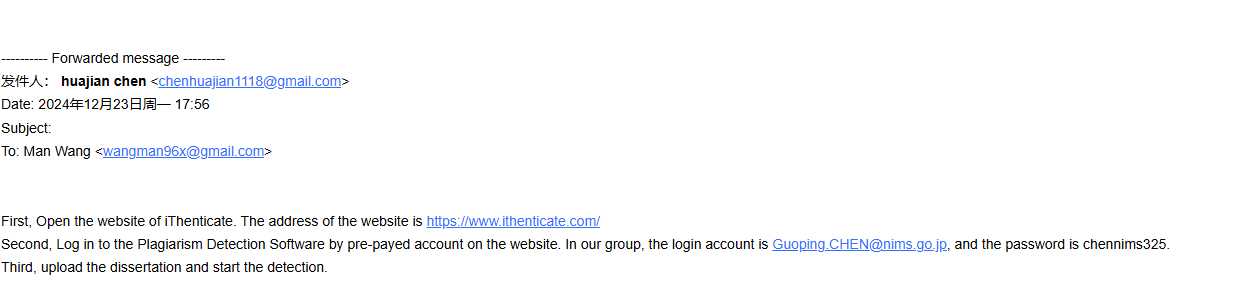 ---------- Forwarded message ---------
发件人： huajian chen <chenhuajian1118@gmail.com>
Date: 2024年12月23日周一 17:56
Subject:
To: Man Wang <wangman96x@gmail.com>
First, Open the website of iThenticate. The address of the website is https://www.ithenticate.com/
Second, Log in to the Plagiarism Detection Software by pre-payed account on the website. In our group, the login account is Guoping.CHEN@nims.go.jp, and the password is chennims325.
Third, upload the dissertation and start the detection.